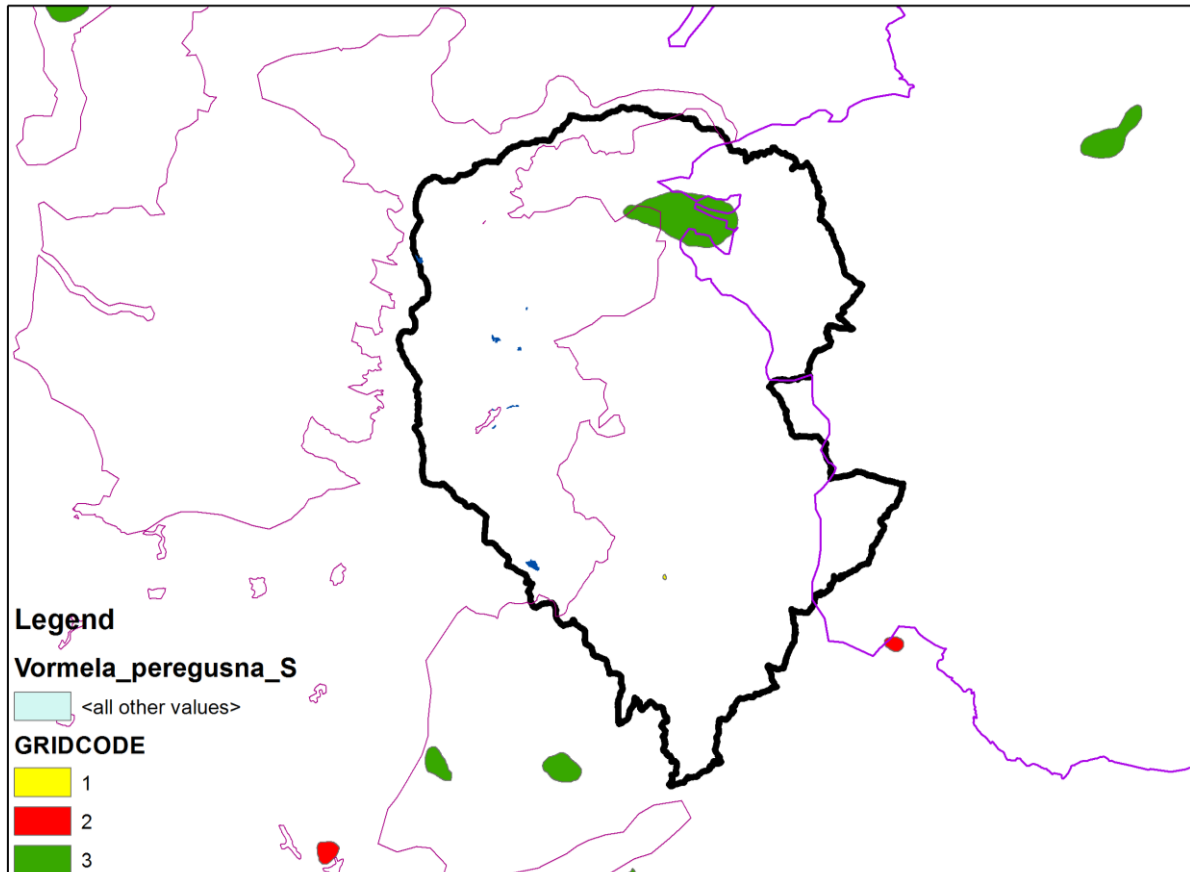 Legend
Vormela_peregusna_S
<all other values>
GRIDCODE
1
2
3